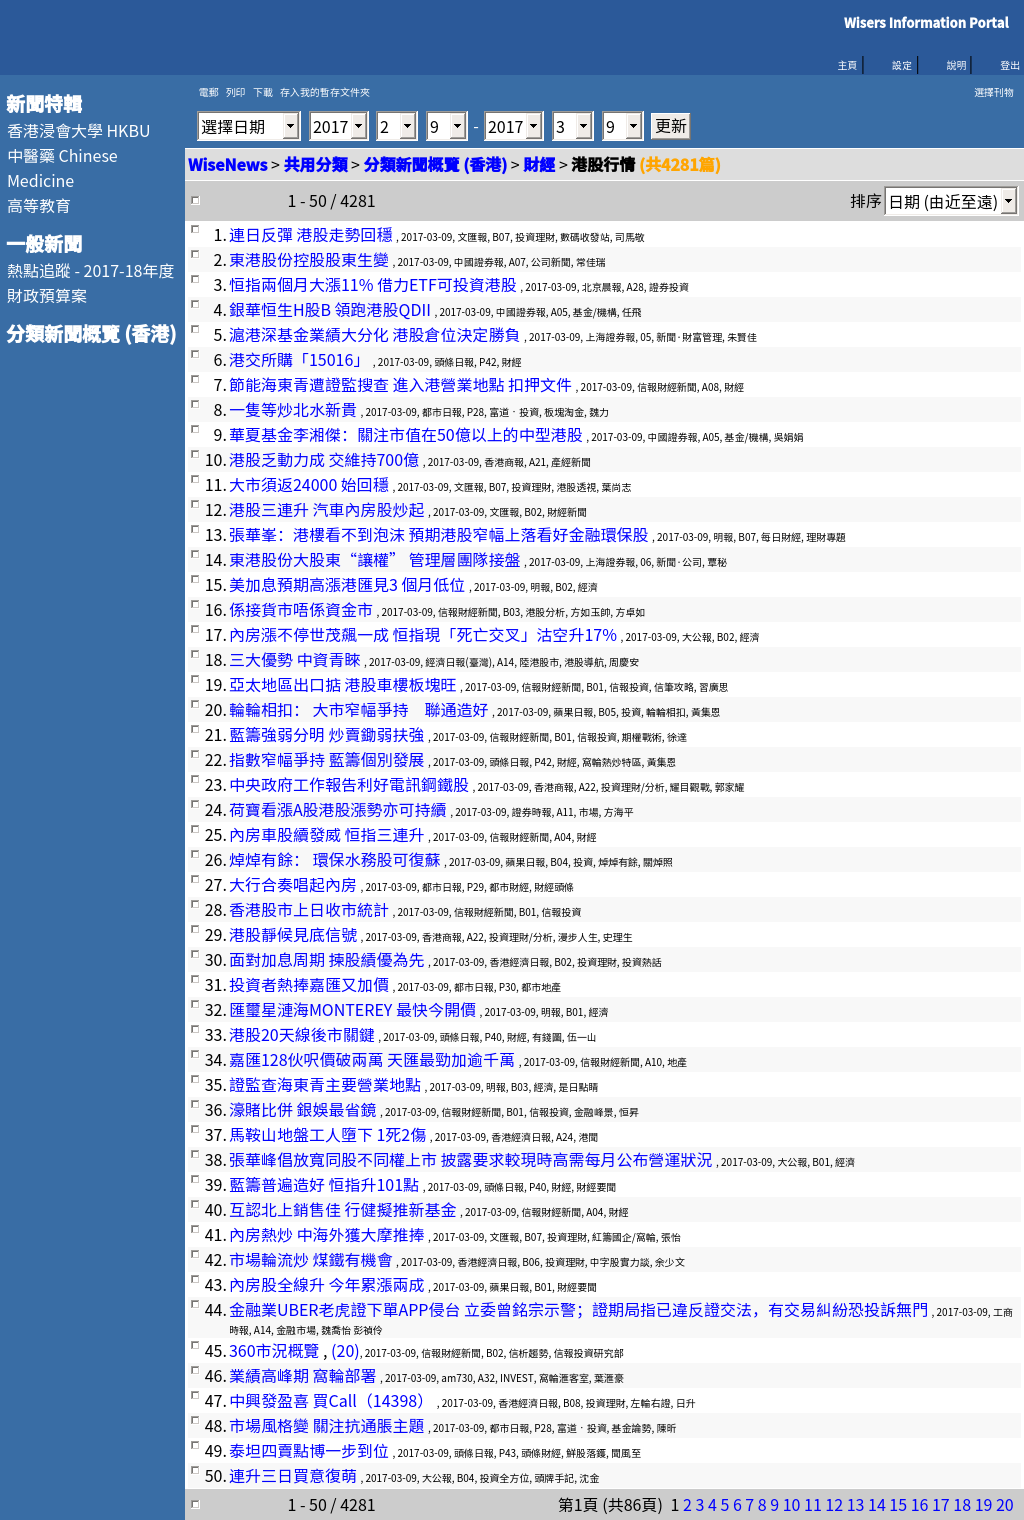 Wisers Information Portal
主頁 設定 說明 登出
新聞特輯
香港浸會大學 HKBU
中醫藥 Chinese
Medicine
高等教育
一般新聞
熱點追蹤 - 2017-18年度
財政預算案
分類新聞概覽 (香港)
電郵 列印 下載 存入我的暫存文件夾 選擇刊物
選擇日期 2017 2 9 - 2017 3 9 更新
WiseNews > 共用分類 > 分類新聞概覽 (香港) > 財經 > 港股行情 (共4281篇)
1 - 50 / 4281 排序 日期 (由近至遠)
1. 連日反彈 港股走勢回穩 , 2017-03-09, 文匯報, B07, 投資理財, 數碼收發站, 司馬敬
2. 東港股份控股股東生變 , 2017-03-09, 中國證券報, A07, 公司新聞, 常佳瑞
3. 恒指兩個月大漲11% 借力ETF可投資港股 , 2017-03-09, 北京晨報, A28, 證券投資
4. 銀華恒生H股B 領跑港股QDII , 2017-03-09, 中國證券報, A05, 基金/機構, 任飛
5. 滬港深基金業績大分化 港股倉位決定勝負 , 2017-03-09, 上海證券報, 05, 新聞·財富管理, 朱賢佳
6. 港交所購「15016」 , 2017-03-09, 頭條日報, P42, 財經
7. 節能海東青遭證監搜查 進入港營業地點 扣押文件 , 2017-03-09, 信報財經新聞, A08, 財經
8. 一隻等炒北水新貴 , 2017-03-09, 都市日報, P28, 富道‧投資, 板塊淘金, 魏力
9. 華夏基金李湘傑：關注市值在50億以上的中型港股 , 2017-03-09, 中國證券報, A05, 基金/機構, 吳娟娟
10. 港股乏動力成 交維持700億 , 2017-03-09, 香港商報, A21, 產經新聞
11. 大市須返24000 始回穩 , 2017-03-09, 文匯報, B07, 投資理財, 港股透視, 葉尚志
12. 港股三連升 汽車內房股炒起 , 2017-03-09, 文匯報, B02, 財經新聞
13. 張華峯：港樓看不到泡沫 預期港股窄幅上落看好金融環保股 , 2017-03-09, 明報, B07, 每日財經, 理財專題
14. 東港股份大股東“讓權” 管理層團隊接盤 , 2017-03-09, 上海證券報, 06, 新聞·公司, 覃秘
15. 美加息預期高漲港匯見3 個月低位 , 2017-03-09, 明報, B02, 經濟
16. 係接貨市唔係資金市 , 2017-03-09, 信報財經新聞, B03, 港股分析, 方如玉帥, 方卓如
17. 內房漲不停世茂飆一成 恒指現「死亡交叉」沽空升17% , 2017-03-09, 大公報, B02, 經濟
18. 三大優勢 中資青睞 , 2017-03-09, 經濟日報(臺灣), A14, 陸港股市, 港股導航, 周慶安
19. 亞太地區出口掂 港股車樓板塊旺 , 2017-03-09, 信報財經新聞, B01, 信報投資, 信筆攻略, 習廣思
20. 輪輪相扣： 大市窄幅爭持　聯通造好 , 2017-03-09, 蘋果日報, B05, 投資, 輪輪相扣, 黃集恩
21. 藍籌強弱分明 炒賣鋤弱扶強 , 2017-03-09, 信報財經新聞, B01, 信報投資, 期權戰術, 徐達
22. 指數窄幅爭持 藍籌個別發展 , 2017-03-09, 頭條日報, P42, 財經, 窩輪熱炒特區, 黃集恩
23. 中央政府工作報告利好電訊鋼鐵股 , 2017-03-09, 香港商報, A22, 投資理財/分析, 耀目觀戰, 郭家耀
24. 荷寶看漲A股港股漲勢亦可持續 , 2017-03-09, 證券時報, A11, 市場, 方海平
25. 內房車股續發威 恒指三連升 , 2017-03-09, 信報財經新聞, A04, 財經
26. 焯焯有餘： 環保水務股可復蘇 , 2017-03-09, 蘋果日報, B04, 投資, 焯焯有餘, 關焯照
27. 大行合奏唱起內房 , 2017-03-09, 都市日報, P29, 都市財經, 財經頭條
28. 香港股市上日收市統計 , 2017-03-09, 信報財經新聞, B01, 信報投資
29. 港股靜候見底信號 , 2017-03-09, 香港商報, A22, 投資理財/分析, 漫步人生, 史理生
30. 面對加息周期 揀股績優為先 , 2017-03-09, 香港經濟日報, B02, 投資理財, 投資熱話
31. 投資者熱捧嘉匯又加價 , 2017-03-09, 都市日報, P30, 都市地產
32. 匯璽星漣海MONTEREY 最快今開價 , 2017-03-09, 明報, B01, 經濟
33. 港股20天線後市關鍵 , 2017-03-09, 頭條日報, P40, 財經, 有錢圖, 伍一山
34. 嘉匯128伙呎價破兩萬 天匯最勁加逾千萬 , 2017-03-09, 信報財經新聞, A10, 地產
35. 證監查海東青主要營業地點 , 2017-03-09, 明報, B03, 經濟, 是日點睛
36. 濠賭比併 銀娛最省鏡 , 2017-03-09, 信報財經新聞, B01, 信報投資, 金融峰景, 恒昇
37. 馬鞍山地盤工人墮下 1死2傷 , 2017-03-09, 香港經濟日報, A24, 港聞
38. 張華峰倡放寬同股不同權上市 披露要求較現時高需每月公布營運狀況 , 2017-03-09, 大公報, B01, 經濟
39. 藍籌普遍造好 恒指升101點 , 2017-03-09, 頭條日報, P40, 財經, 財經要聞
40. 互認北上銷售佳 行健擬推新基金 , 2017-03-09, 信報財經新聞, A04, 財經
41. 內房熱炒 中海外獲大摩推捧 , 2017-03-09, 文匯報, B07, 投資理財, 紅籌國企/窩輪, 張怡
42. 市場輪流炒 煤鐵有機會 , 2017-03-09, 香港經濟日報, B06, 投資理財, 中字股實力談, 余少文
43. 內房股全線升 今年累漲兩成 , 2017-03-09, 蘋果日報, B01, 財經要聞
44. 金融業UBER老虎證下單APP侵台 立委曾銘宗示警；證期局指已違反證交法，有交易糾紛恐投訴無門 , 2017-03-09, 工商
時報, A14, 金融市場, 魏喬怡 彭禎伶
45. 360市況概覽 , (20), 2017-03-09, 信報財經新聞, B02, 信析趨勢, 信報投資研究部
46. 業績高峰期 窩輪部署 , 2017-03-09, am730, A32, INVEST, 窩輪滙客室, 葉滙豪
47. 中興發盈喜 買Call（14398） , 2017-03-09, 香港經濟日報, B08, 投資理財, 左輪右證, 日升
48. 市場風格變 關注抗通脹主題 , 2017-03-09, 都市日報, P28, 富道‧投資, 基金論勢, 陳昕
49. 泰坦四賣點博一步到位 , 2017-03-09, 頭條日報, P43, 頭條財經, 鮮股落鑊, 聞風至
50. 連升三日買意復萌 , 2017-03-09, 大公報, B04, 投資全方位, 頭牌手記, 沈金
1 - 50 / 4281 第1頁 (共86頁) 1 2 3 4 5 6 7 8 9 10 11 12 13 14 15 16 17 18 19 20